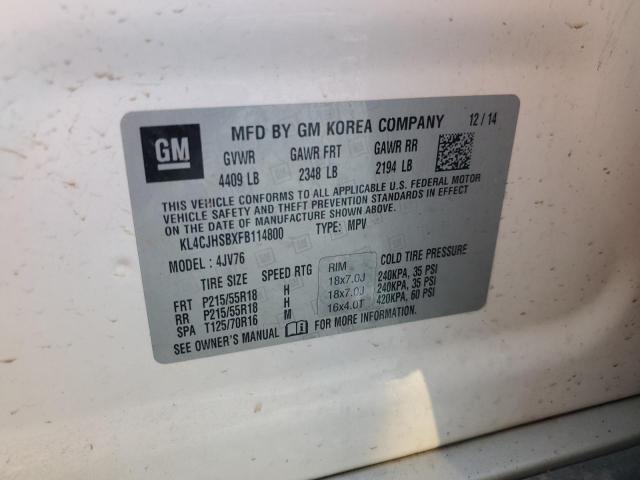 GM
MFD BY GM KOREA COMPANY 12/14
GVWR GAWR FRT GAWR RR
4409 LB 2348 LB 2194 LB
THIS VEHICLE CONFORMS TO ALL APPLICABLE U.S. FEDERAL MOTOR
VEHICLE SAFETY AND THEFT PREVENTION STANDARDS IN EFFECT
ON THE DATE OF MANUFACTURE SHOWN ABOVE.
KL4CJHSBXFB114800 TYPE: MPV
MODEL: 4JV76
TIRE SIZE SPEED RTG RIM COLD TIRE PRESSURE
FRT P215/55R18 H 18x7.0J 240KPA, 35 PSI
RR P215/55R18 H 18x7.0J 240KPA, 35 PSI
SPA T125/70R16 M 16x4.0T 420KPA, 60 PSI
SEE OWNER'S MANUAL FOR MORE INFORMATION.